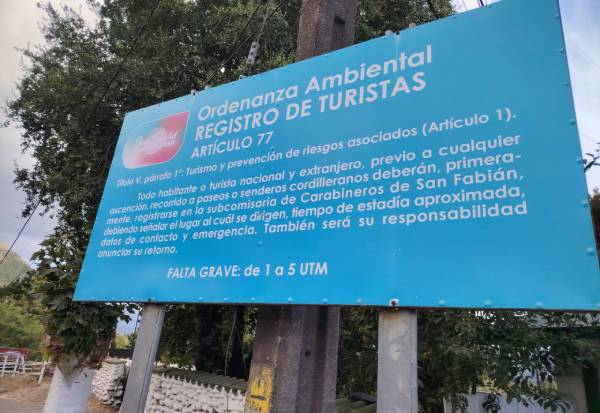 Ordenanza Ambiental
REGISTRO DE TURISTAS
ARTÍCULO 77
Título V. párrafo 1°: Turismo y prevención de riesgos asociados (Artículo 1).
Todo habitante o turista nacional y extranjero, previo a cualquier
ascención, recorrido a paseos o senderos cordilleranos deberán, primera-
mente, registrarse en la subcomisaria de Carabineros de San Fabián,
debiendo señalar el lugar al cuál se dirigen, tiempo de estadía aproximada,
datos de contacto y emergencia. También será su responsabilidad
anunciar su retorno.
FALTA GRAVE: de 1 a 5 UTM